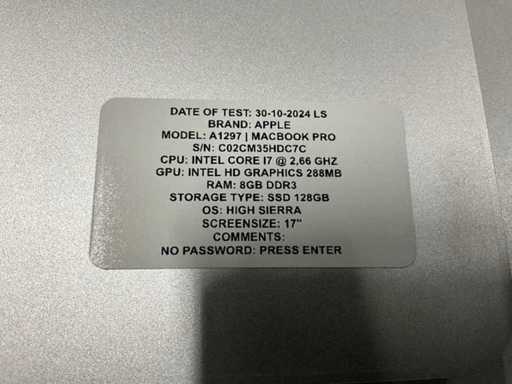 DATE OF TEST: 30-10-2024 LS
BRAND: APPLE
MODEL: A1297 | MACBOOK PRO
S/N: C02CM35HDC7C
CPU: INTEL CORE I7 @ 2,66 GHZ
GPU: INTEL HD GRAPHICS 288MB
RAM: 8GB DDR3
STORAGE TYPE: SSD 128GB
OS: HIGH SIERRA
SCREENSIZE: 17"
COMMENTS:
NO PASSWORD: PRESS ENTER